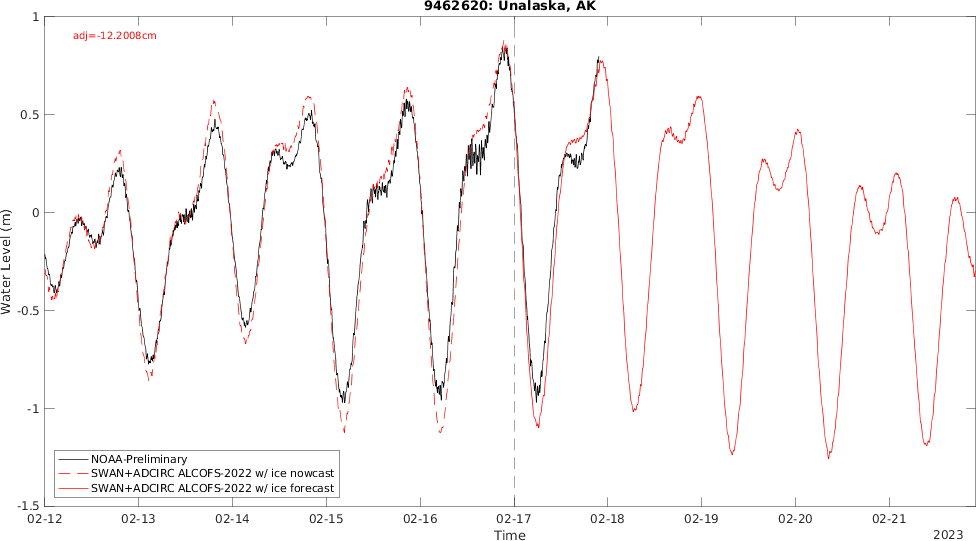 9462620: Unalaska, AK
adj=-12.2008cm
Water Level (m)
1
0.5
0
-0.5
-1
-1.5
NOAA-Preliminary
SWAN+ADCIRC ALCOFS-2022 w/ ice nowcast
SWAN+ADCIRC ALCOFS-2022 w/ ice forecast
02-12 02-13 02-14 02-15 02-16 02-17 02-18 02-19 02-20 02-21
Time
2023